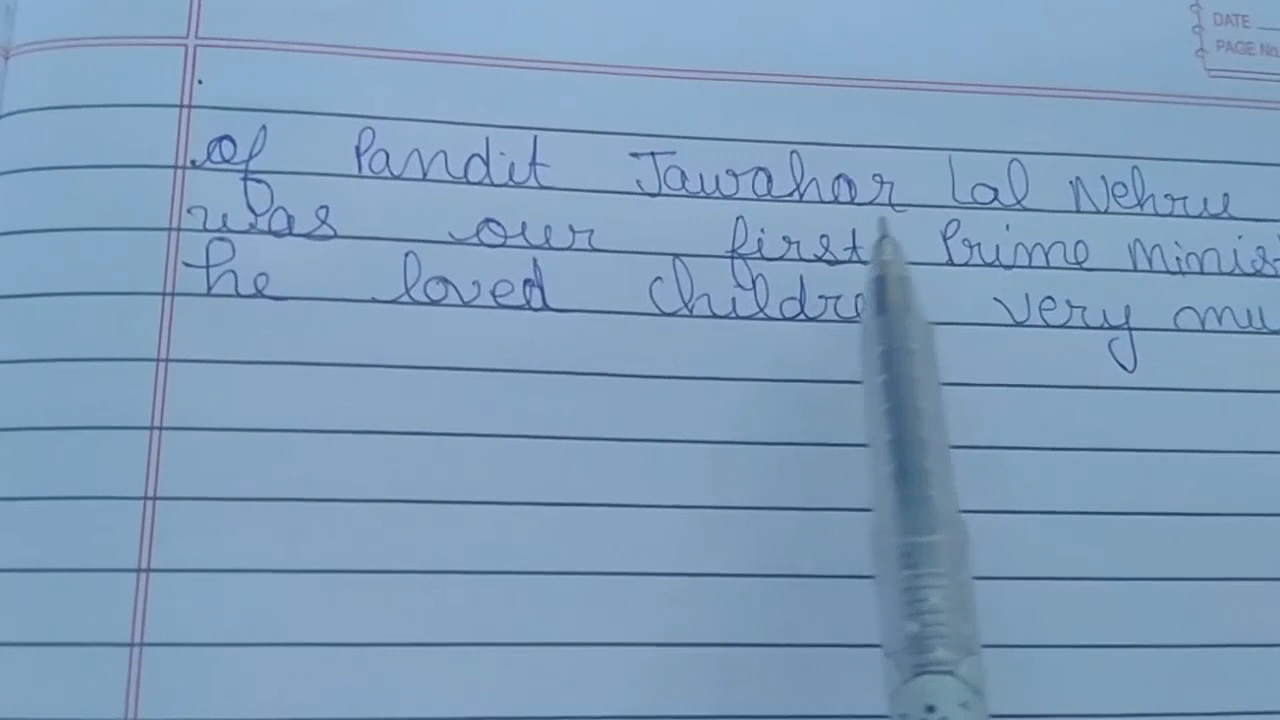 DATE
PAGE No.
of Pandit Jawahar Lal Nehru
was our first Prime
he loved very